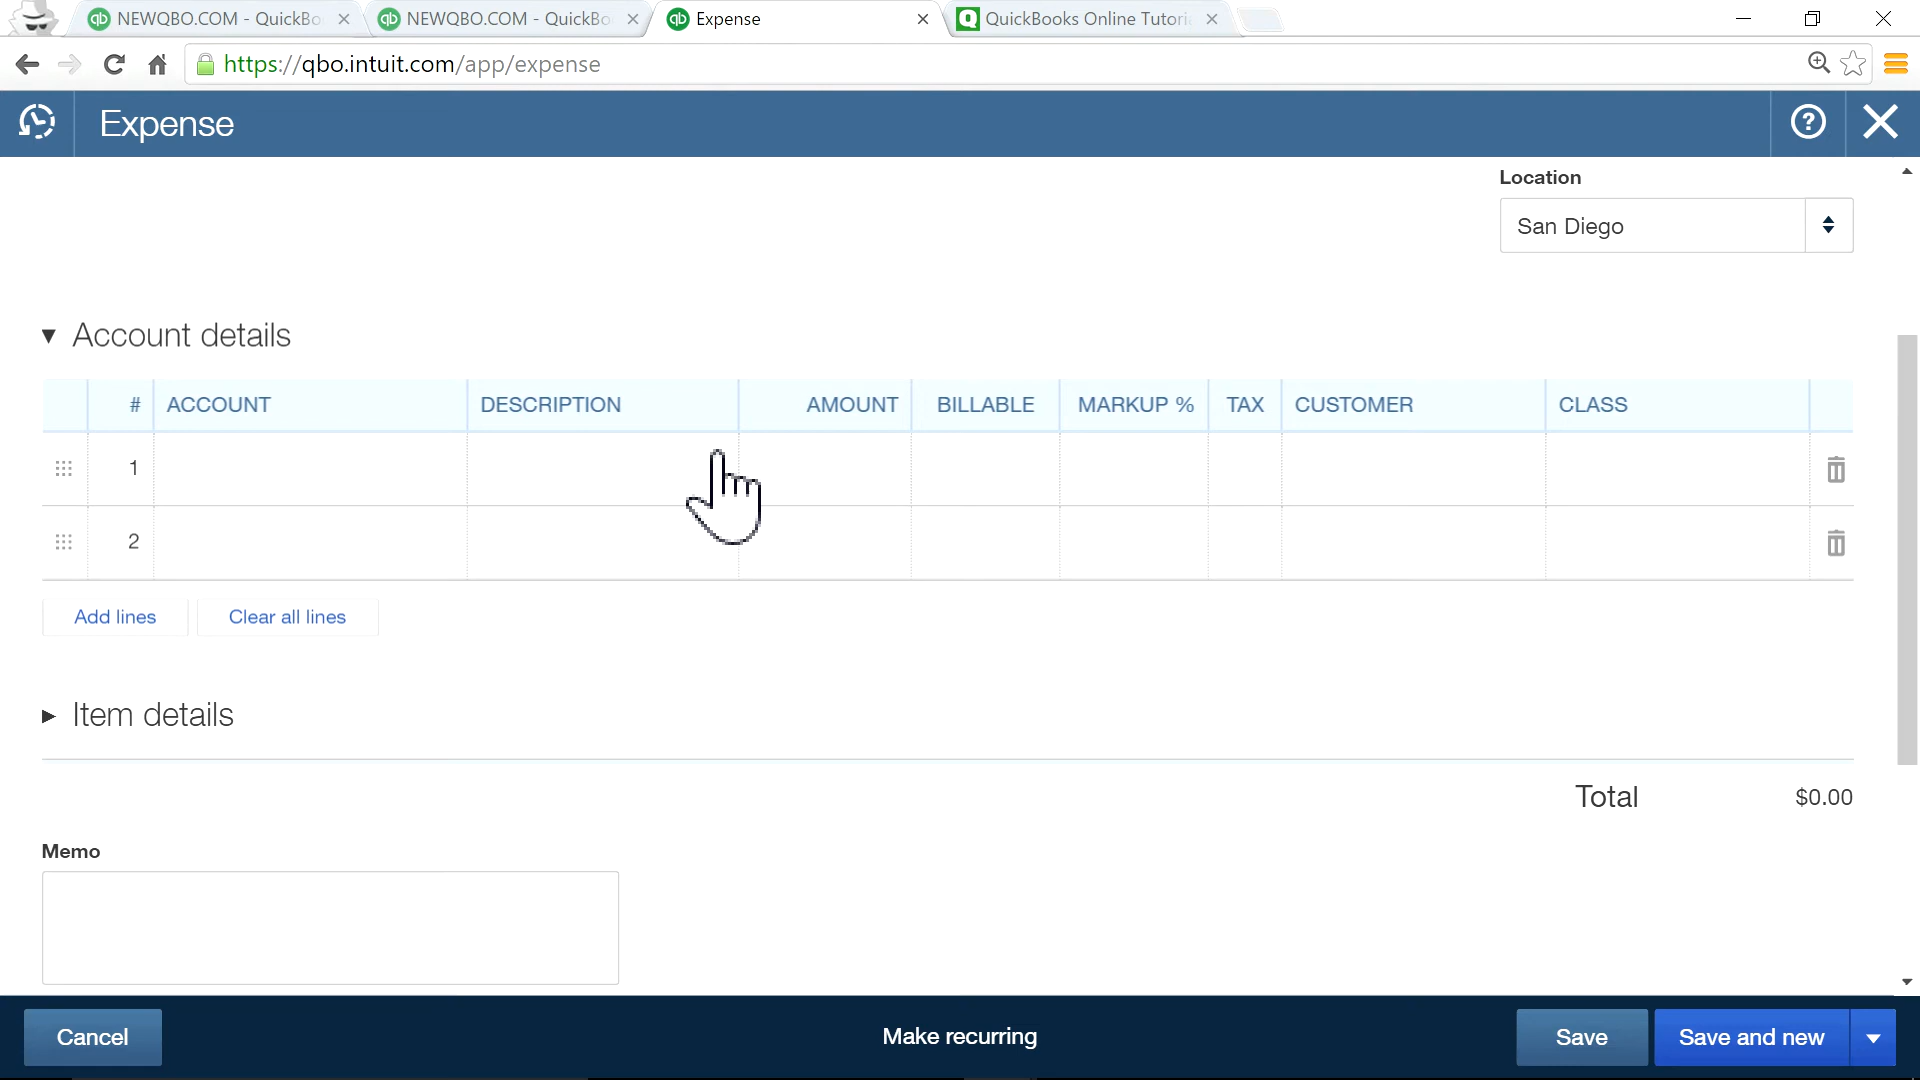 NEWQBO.COM - QuickBo
NEWQBO.COM - QuickBo
Expense
QuickBooks Online Tutori
https://qbo.intuit.com/app/expense
Expense
Location
San Diego
Account details
# ACCOUNT DESCRIPTION AMOUNT BILLABLE MARKUP % TAX CUSTOMER CLASS
1
2
Add lines Clear all lines
Item details
Total $0.00
Memo
Cancel Make recurring Save Save and new